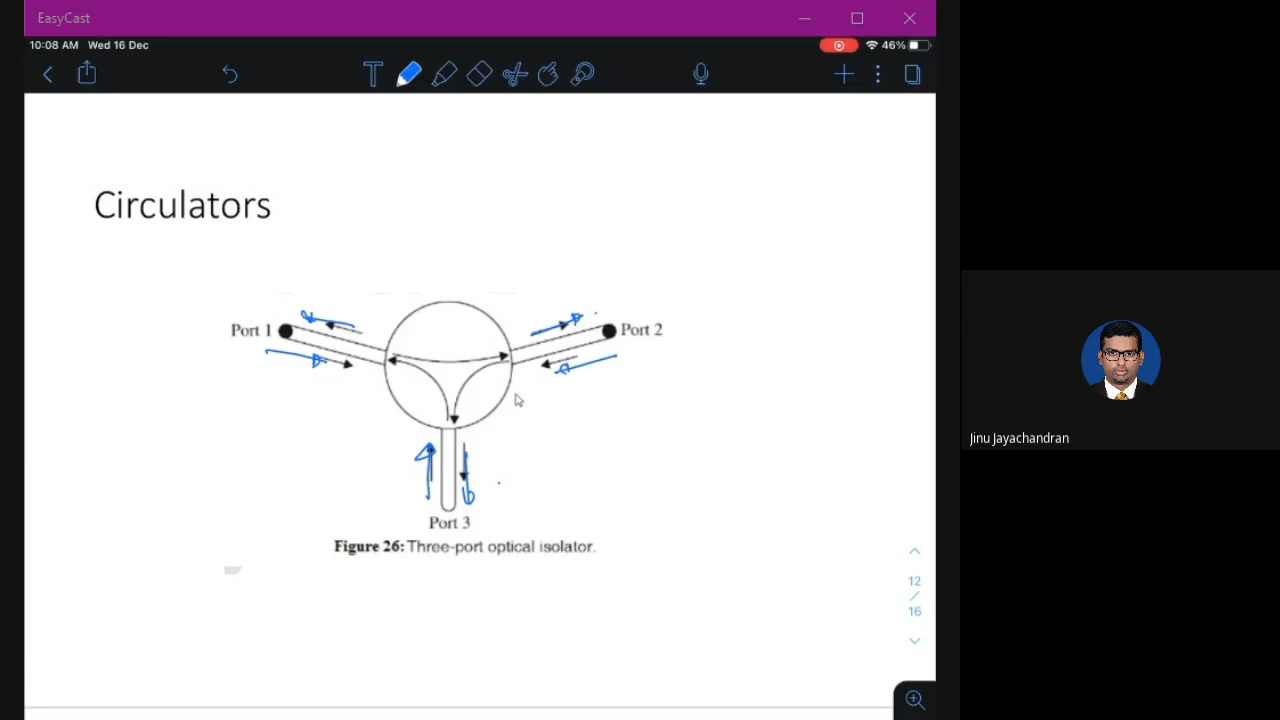 EasyCast
10:08 AM Wed 16 Dec
46%
Circulators
Port 1
Port 2
Port 3
Figure 26: Three-port optical isolator.
12
/
16
Jinu Jayachandran